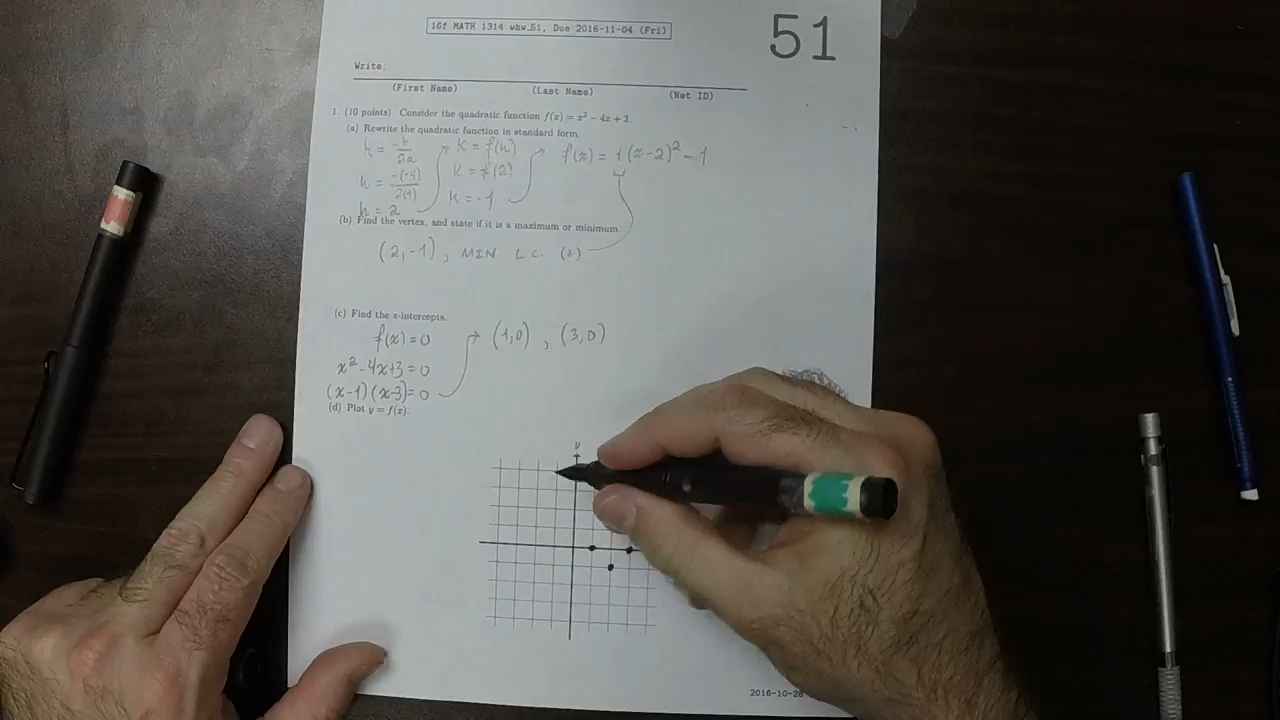 16f MATH 1314 whw.51, Due 2016-11-04 (Fri)
51
Write:
(First Name) (Last Name) (Net ID)
1. (10 points) Consider the quadratic function f(x) = x² − 4x + 3.
(a) Rewrite the quadratic function in standard form.
h = -b/2a K = f(h) f(x) = 1(x-2)² - 1
h = -(-4)/2(1) K = f(2)
h = 2 K = -1
(b) Find the vertex, and state if it is a maximum or minimum.
(2,-1), MIN L.C. (+)
(c) Find the x-intercepts.
f(x) = 0 → (1,0), (3,0)
x² - 4x + 3 = 0
(x-1)(x-3) = 0
(d) Plot y = f(x).
y
2016-10-28